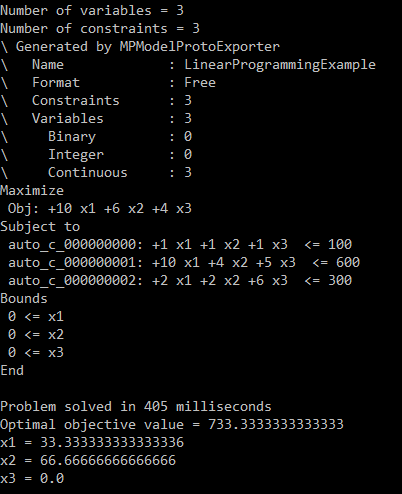 Number of variables = 3
Number of constraints = 3
\ Generated by MPModelProtoExporter
\   Name             : LinearProgrammingExample
\   Format           : Free
\   Constraints      : 3
\   Variables        : 3
\     Binary         : 0
\     Integer        : 0
\     Continuous     : 3
Maximize
 Obj: +10 x1 +6 x2 +4 x3
Subject to
 auto_c_000000000: +1 x1 +1 x2 +1 x3  <= 100
 auto_c_000000001: +10 x1 +4 x2 +5 x3  <= 600
 auto_c_000000002: +2 x1 +2 x2 +6 x3  <= 300
Bounds
 0 <= x1
 0 <= x2
 0 <= x3
End

Problem solved in 405 milliseconds
Optimal objective value = 733.3333333333333
x1 = 33.333333333333336
x2 = 66.66666666666666
x3 = 0.0